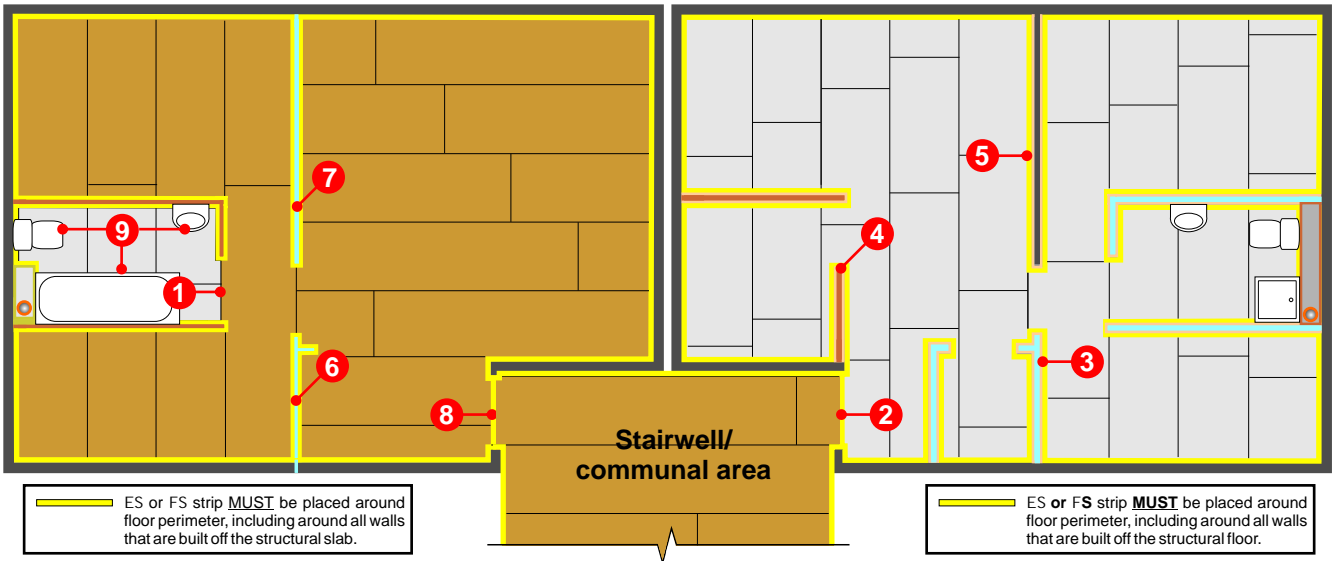 7
5
9
4
1
6
3
8
2
Stairwell/
communal area
ES or FS strip MUST be placed around
floor perimeter, including around all walls
that are built off the structural slab.
ES or FS strip MUST be placed around
floor perimeter, including around all walls
that are built off the structural floor.